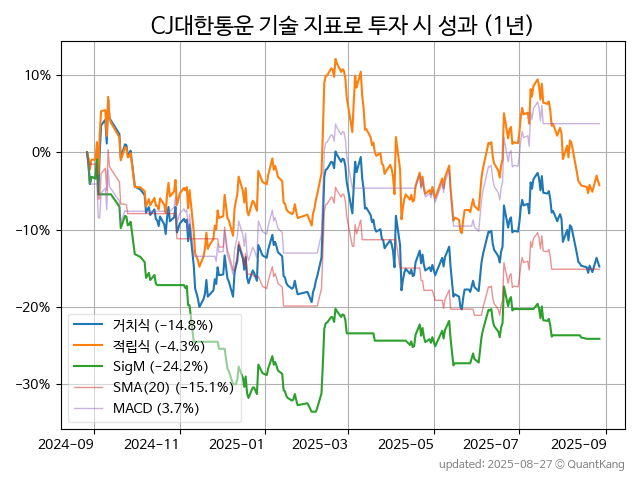 CJ대한통운 기술 지표로 투자 시 성과 (1년)
10%
0%
−10%
−20%
−30%
거치식 (−14.8%)
적립식 (−4.3%)
SigM (−24.2%)
SMA(20) (−15.1%)
MACD (3.7%)
2024-09 2024-11 2025-01 2025-03 2025-05 2025-07 2025-09
updated: 2025-08-27 © QuantKang